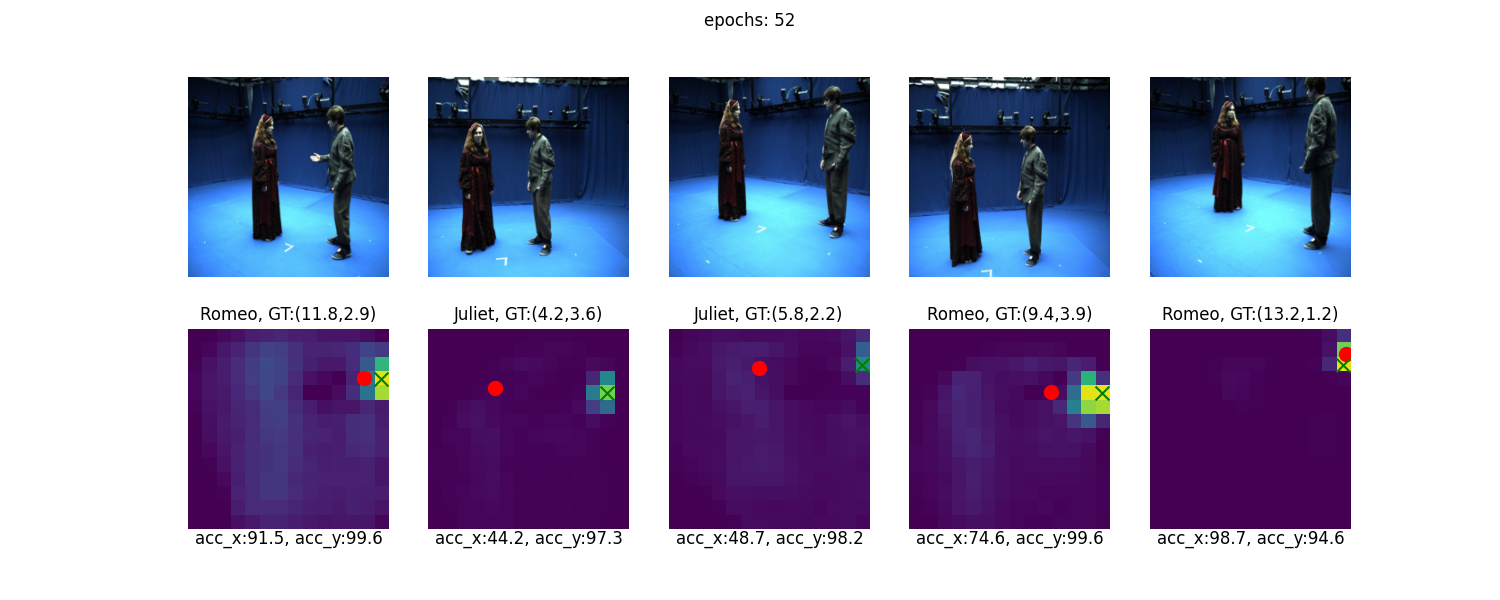 epochs: 52
Romeo, GT:(11.8,2.9)
Juliet, GT:(4.2,3.6)
Juliet, GT:(5.8,2.2)
Romeo, GT:(9.4,3.9)
Romeo, GT:(13.2,1.2)
acc_x:91.5, acc_y:99.6
acc_x:44.2, acc_y:97.3
acc_x:48.7, acc_y:98.2
acc_x:74.6, acc_y:99.6
acc_x:98.7, acc_y:94.6